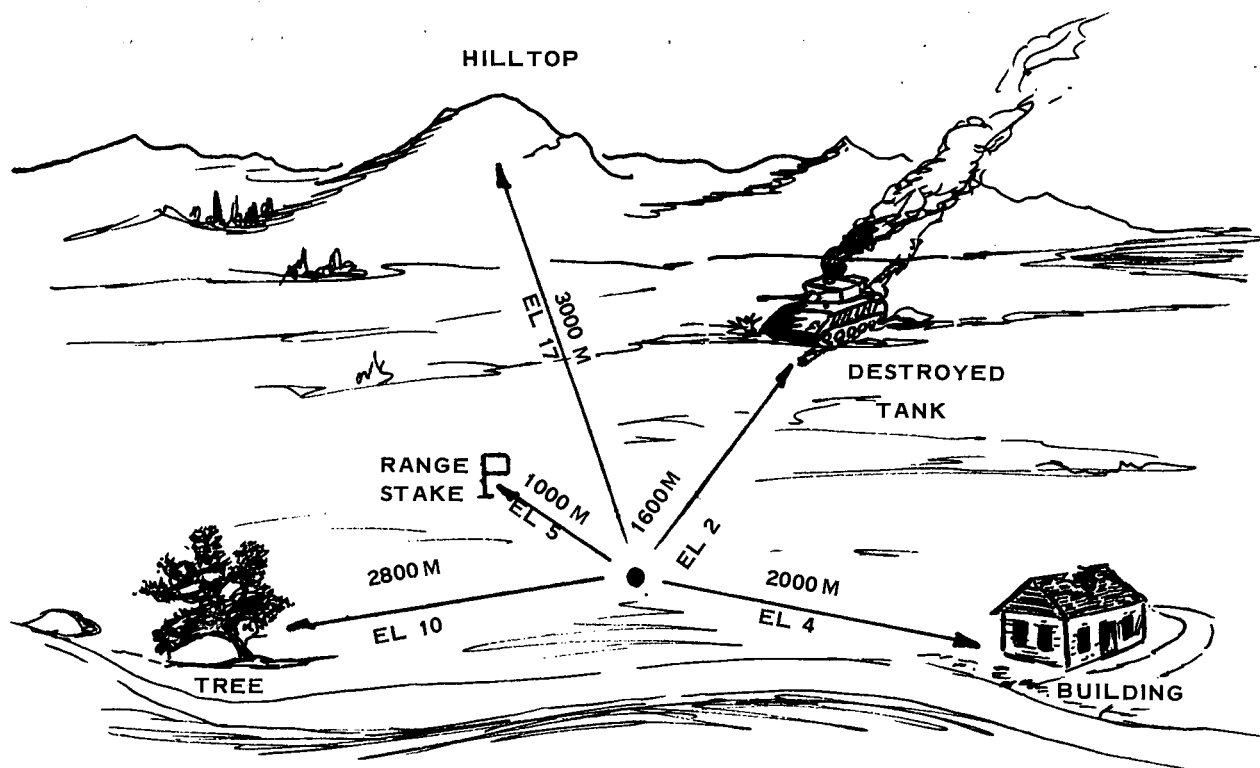 HILLTOP
3000 M
EL 17
DESTROYED
TANK
RANGE
STAKE
1000 M
EL 5
1600M
EL 2
2800 M
EL 10
2000 M
EL 4
TREE
BUILDING